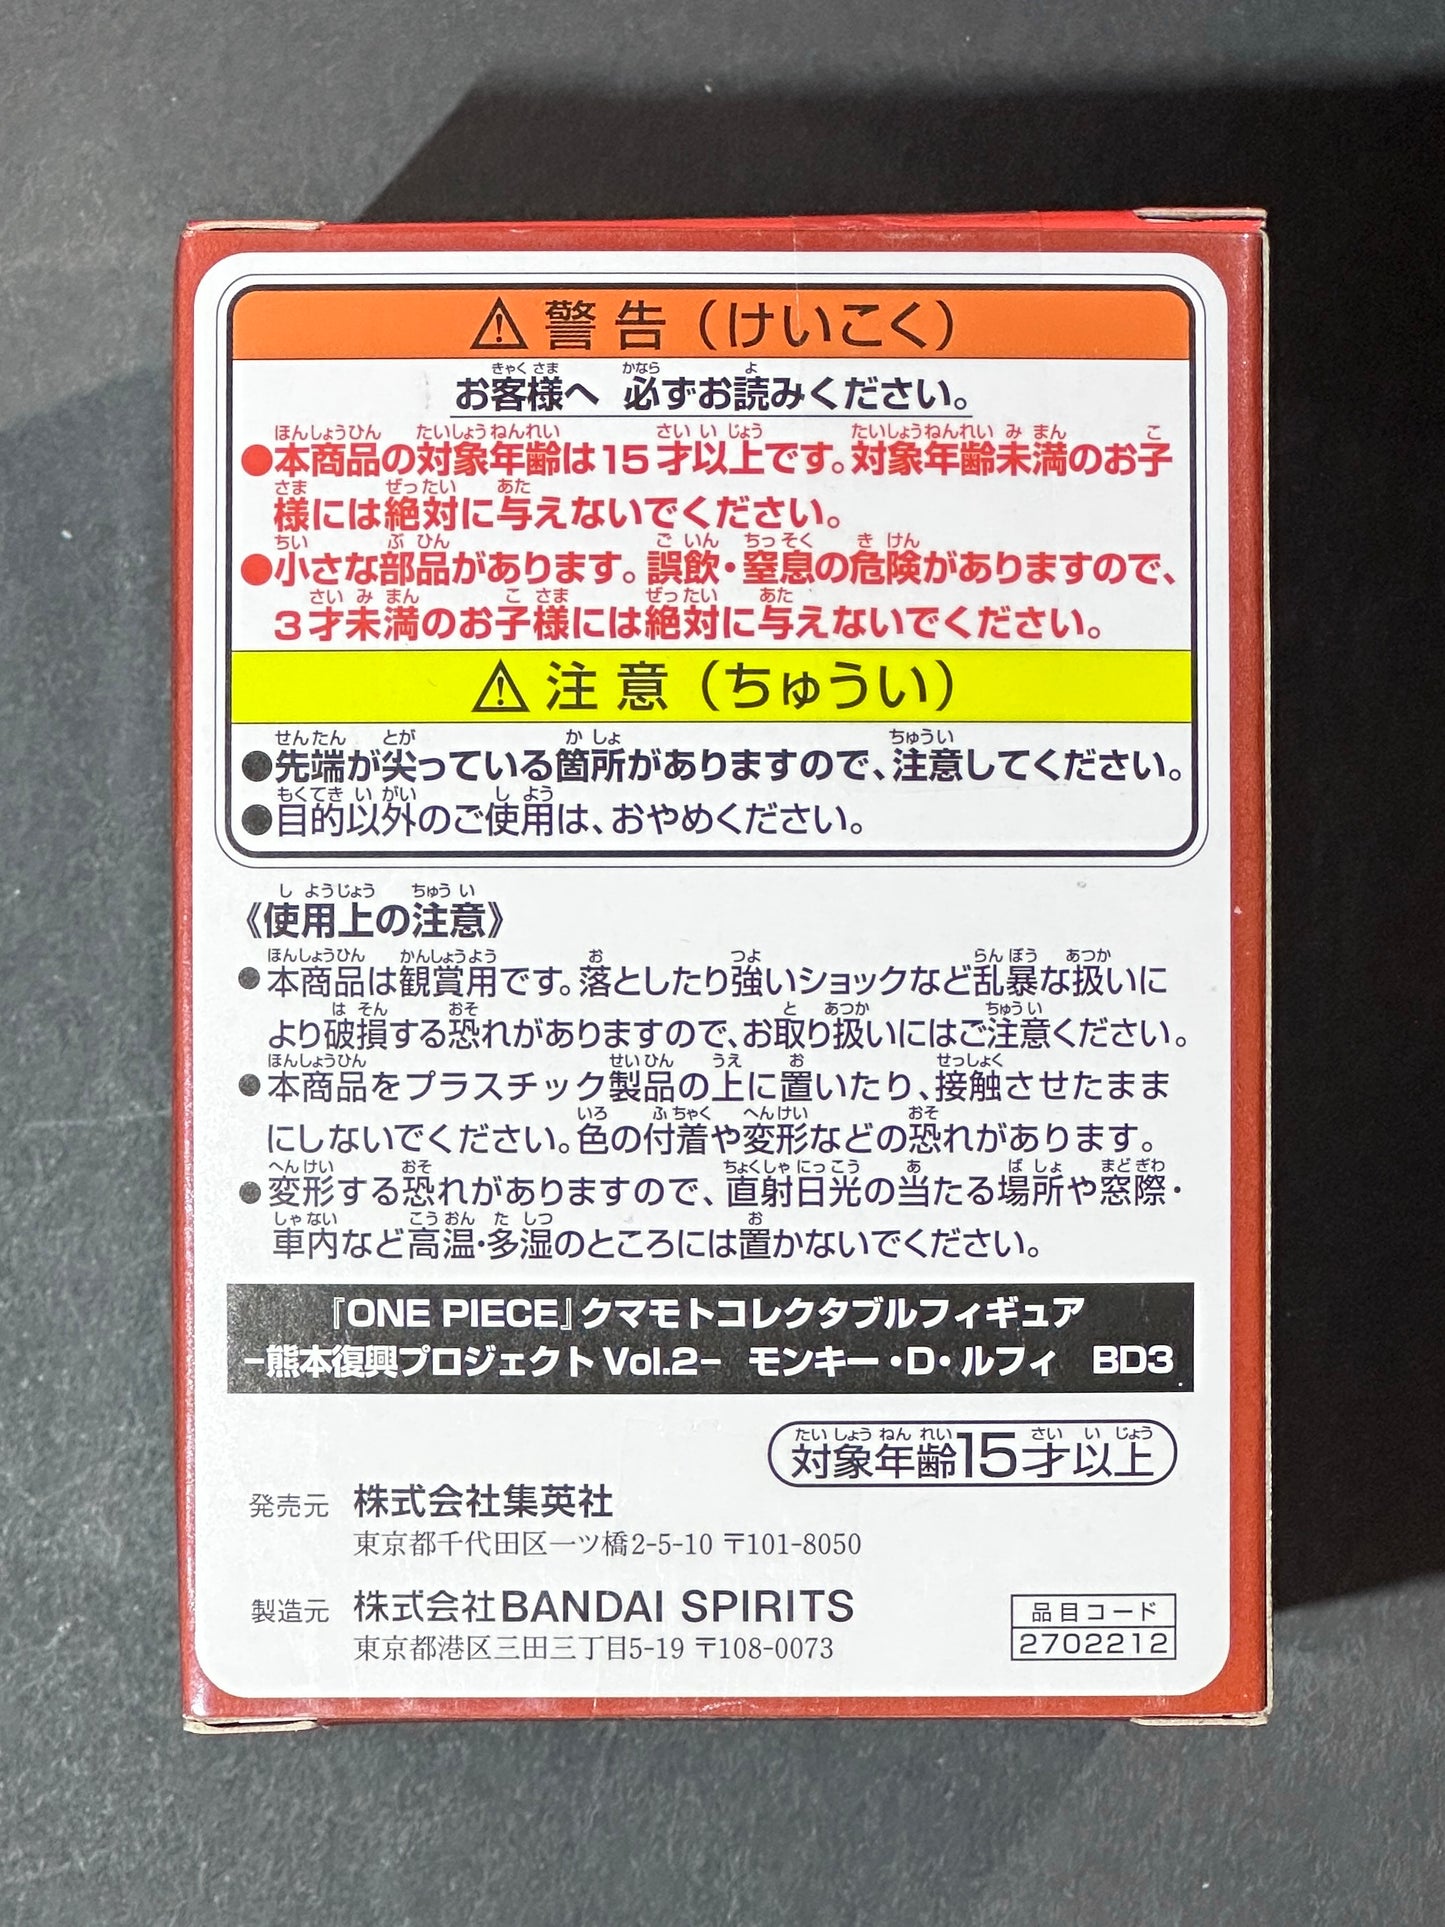 ⚠警告（けいこく）
お客様へ 必ずお読みください。
●本商品の対象年齢は15才以上です。対象年齢未満のお子
様には絶対に与えないでください。
●小さな部品があります。誤飲・窒息の危険がありますので、
3才未満のお子様には絶対に与えないでください。
⚠注意（ちゅうい）
●先端が尖っている箇所がありますので、注意してください。
●目的以外のご使用は、おやめください。
《使用上の注意》
●本商品は観賞用です。落としたり強いショックなど乱暴な扱いに
より破損する恐れがありますので、お取り扱いにはご注意ください。
●本商品をプラスチック製品の上に置いたり、接触させたまま
にしないでください。色の付着や変形などの恐れがあります。
●変形する恐れがありますので、直射日光の当たる場所や窓際・
車内など高温・多湿のところには置かないでください。
『ONE PIECE』クマモトコレクタブルフィギュア
−熊本復興プロジェクト Vol.2− モンキー・D・ルフィ BD3
対象年齢15才以上
発売元 株式会社集英社
東京都千代田区一ツ橋2-5-10 〒101-8050
製造元 株式会社BANDAI SPIRITS
東京都港区三田三丁目5-19 〒108-0073
品目コード
2702212